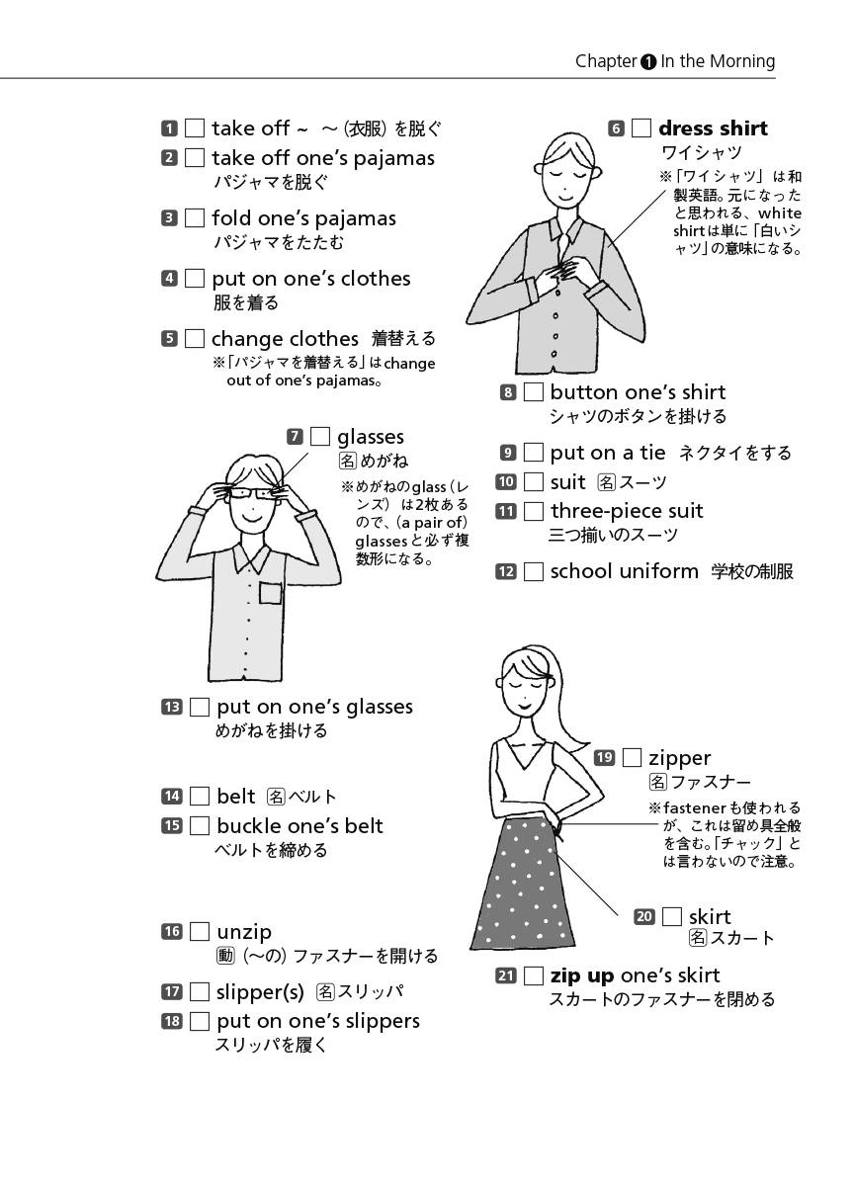 Chapter❶In the Morning
1 □ take off ~ ～（衣服）を脱ぐ
2 □ take off one's pajamas
パジャマを脱ぐ
3 □ fold one's pajamas
パジャマをたたむ
4 □ put on one's clothes
服を着る
5 □ change clothes 着替える
※「パジャマを着替える」はchange
out of one's pajamas。
6 □ dress shirt
ワイシャツ
※「ワイシャツ」は和
製英語。元になった
と思われる、white
shirtは単に「白いシ
ャツ」の意味になる。
7 □ glasses
名 めがね
※めがねのglass（レ
ンズ）は2枚ある
ので、（a pair of）
glassesと必ず複
数形になる。
8 □ button one's shirt
シャツのボタンを掛ける
9 □ put on a tie ネクタイをする
10 □ suit 名 スーツ
11 □ three-piece suit
三つ揃いのスーツ
12 □ school uniform 学校の制服
13 □ put on one's glasses
めがねを掛ける
14 □ belt 名 ベルト
15 □ buckle one's belt
ベルトを締める
16 □ unzip
動（～の）ファスナーを開ける
17 □ slipper(s) 名 スリッパ
18 □ put on one's slippers
スリッパを履く
19 □ zipper
名 ファスナー
※fastenerも使われる
が、これは留め具全般
を含む。「チャック」と
は言わないので注意。
20 □ skirt
名 スカート
21 □ zip up one's skirt
スカートのファスナーを閉める